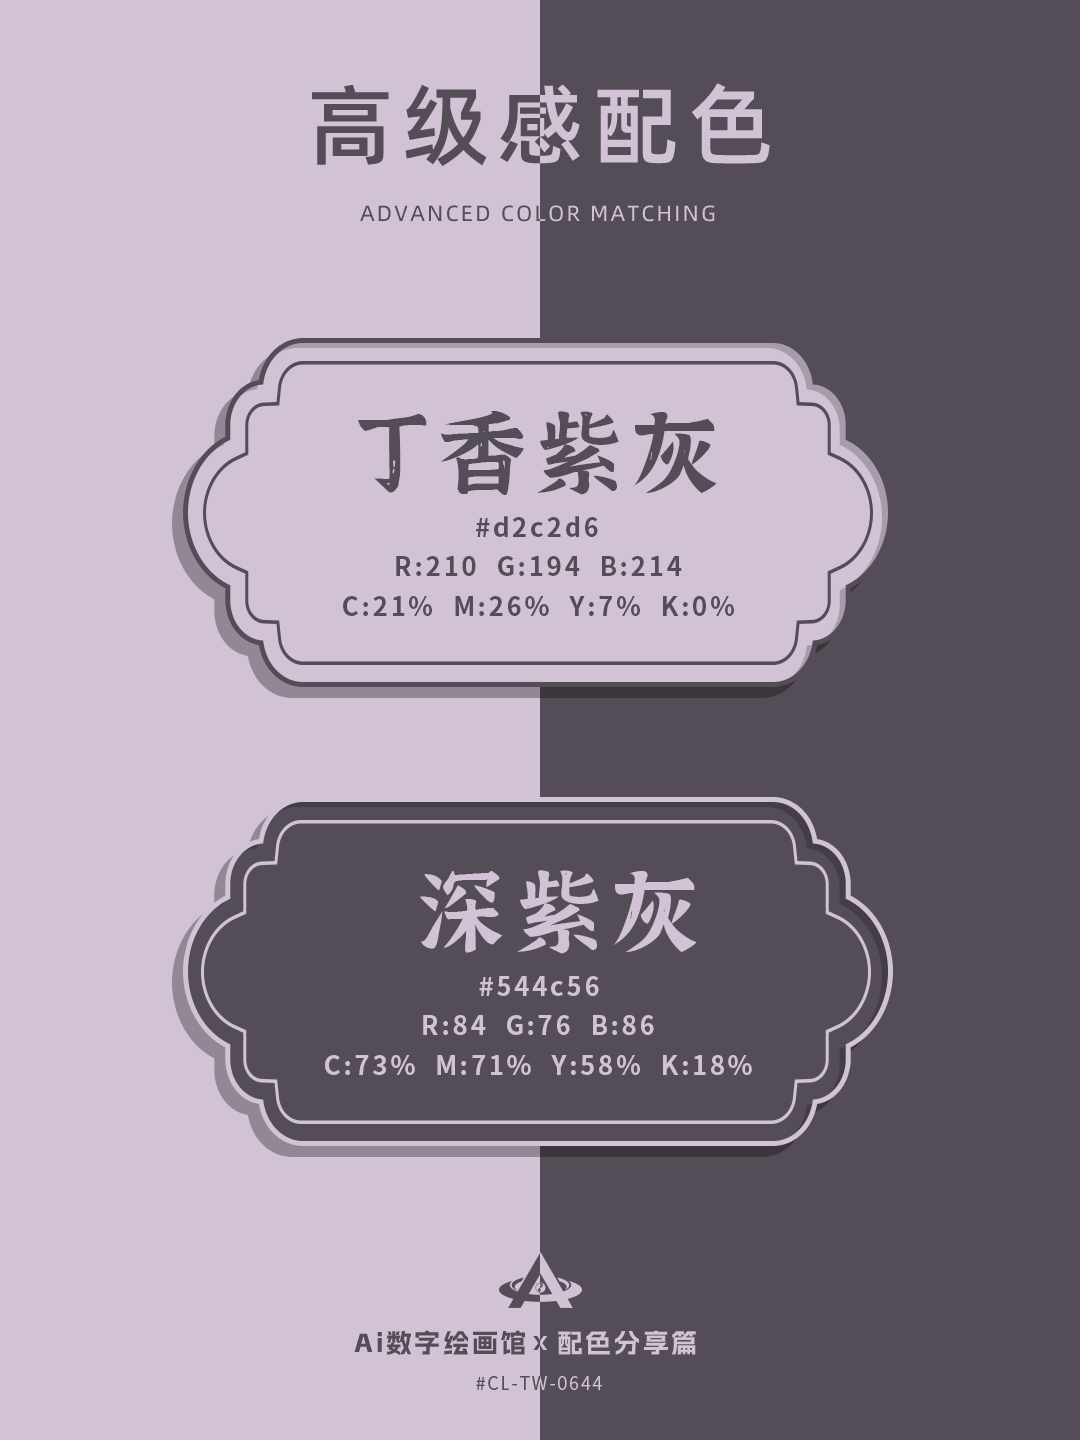 高级感配色
ADVANCED COLOR MATCHING
丁香紫灰
#d2c2d6
R:210 G:194 B:214
C:21% M:26% Y:7% K:0%
深紫灰
#544c56
R:84 G:76 B:86
C:73% M:71% Y:58% K:18%
Ai数字绘画馆 x 配色分享篇
#CL-TW-0644